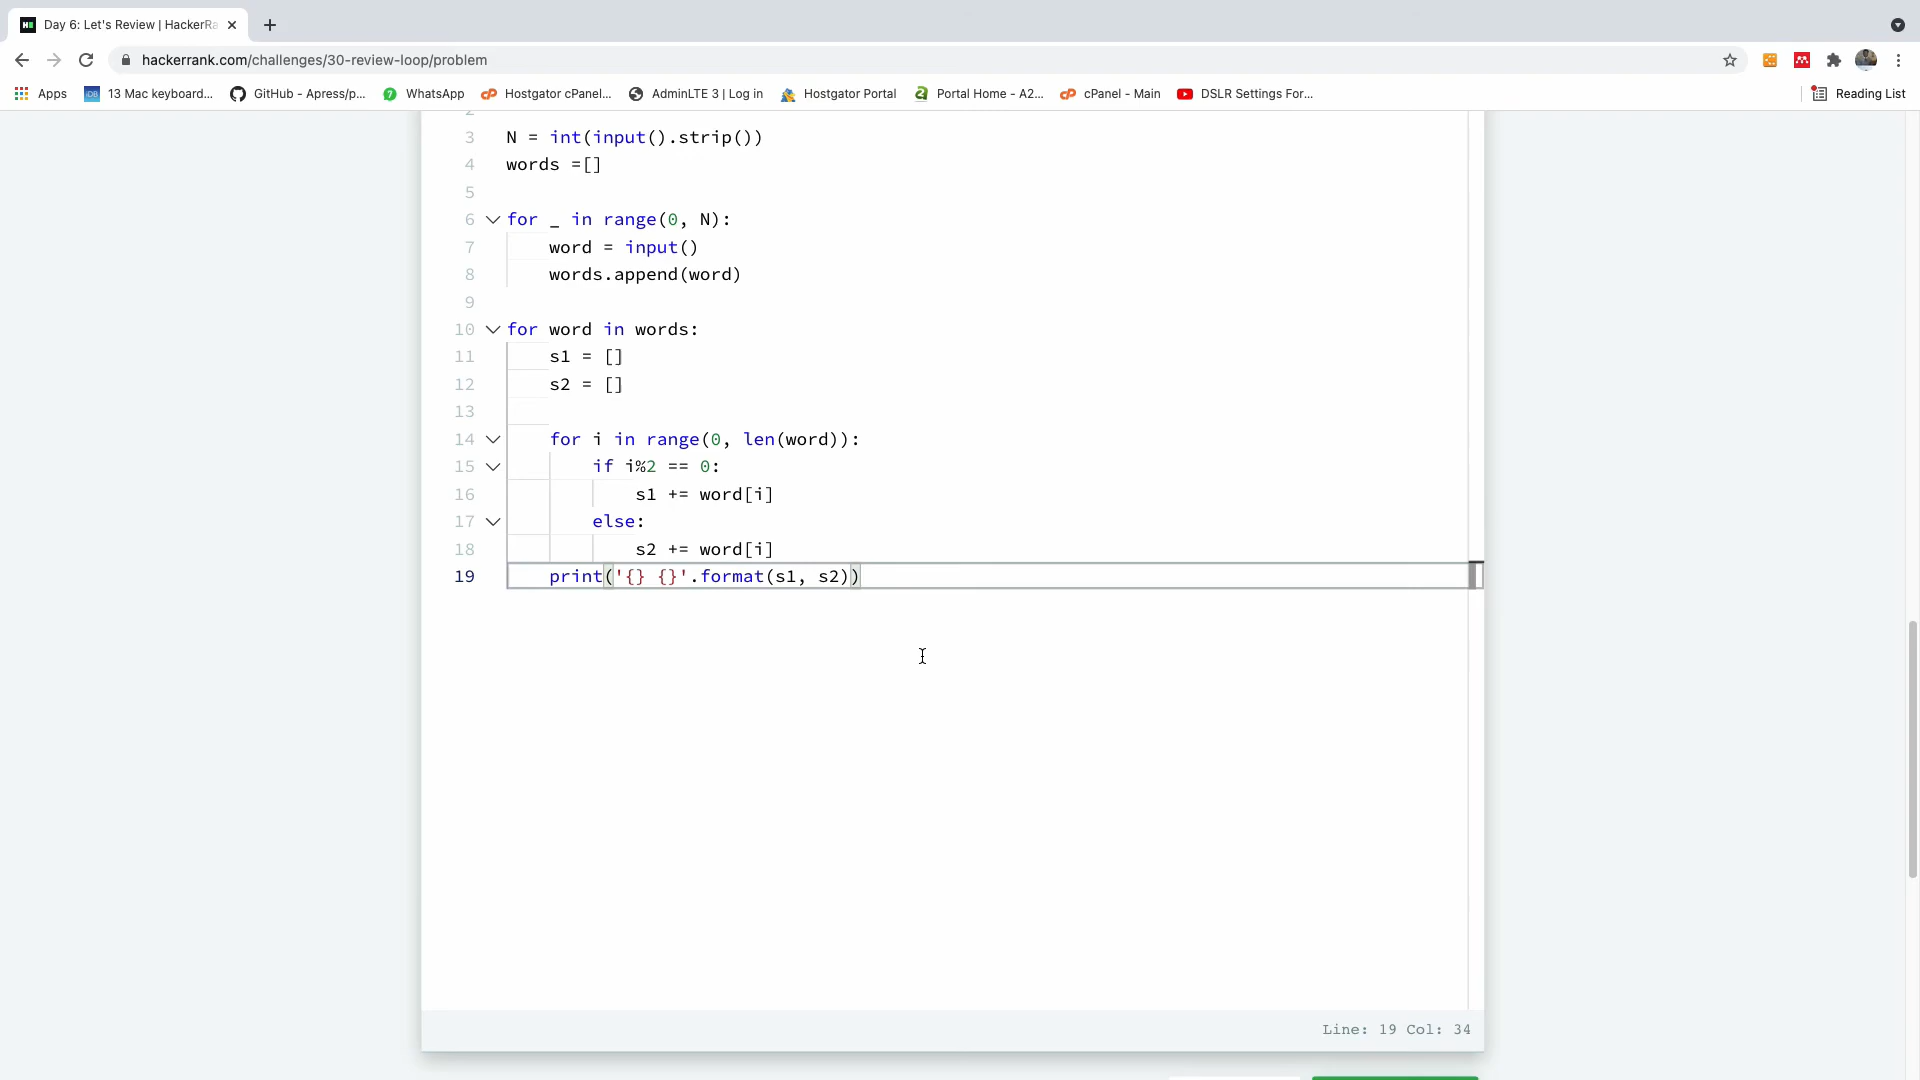 Day 6: Let's Review | HackerRa
hackerrank.com/challenges/30-review-loop/problem
Apps 13 Mac keyboard... GitHub - Apress/p... WhatsApp Hostgator cPanel... AdminLTE 3 | Log in Hostgator Portal Portal Home - A2... cPanel - Main DSLR Settings For... Reading List
2
3 N = int(input().strip())
4 words =[]
5
6 for _ in range(0, N):
7 word = input()
8 words.append(word)
9
10 for word in words:
11 s1 = []
12 s2 = []
13
14 for i in range(0, len(word)):
15 if i%2 == 0:
16 s1 += word[i]
17 else:
18 s2 += word[i]
19 print('{} {}'.format(s1, s2))
Line: 19 Col: 34